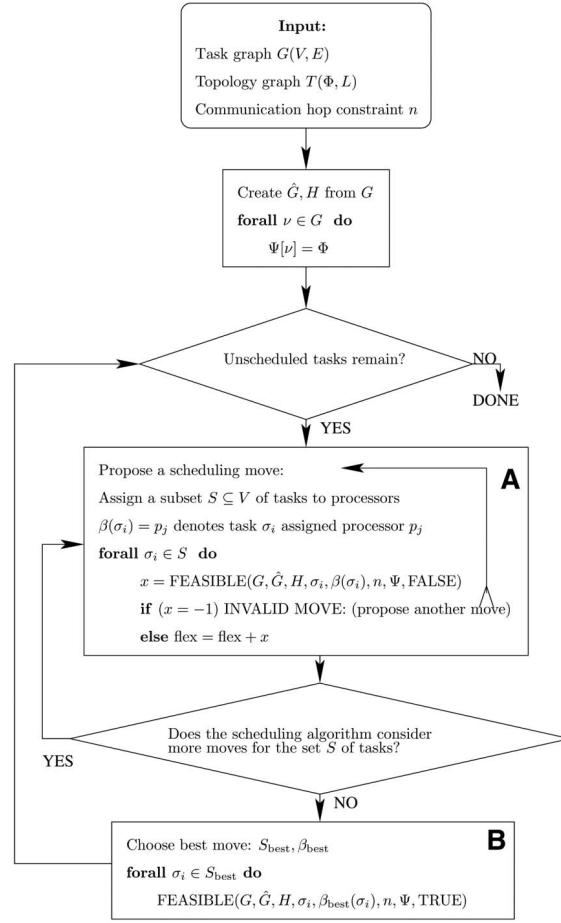 Input:
Task graph G(V, E)
Topology graph T(Φ, L)
Communication hop constraint n
Create Ĝ, H from G
forall ν ∈ G do
Ψ[ν] = Φ
Unscheduled tasks remain?
NO
DONE
YES
A
Propose a scheduling move:
Assign a subset S ⊆ V of tasks to processors
β(σᵢ) = pⱼ denotes task σᵢ assigned processor pⱼ
forall σᵢ ∈ S do
x = FEASIBLE(G, Ĝ, H, σᵢ, β(σᵢ), n, Ψ, FALSE)
if (x = −1) INVALID MOVE: (propose another move)
else flex = flex + x
Does the scheduling algorithm consider
more moves for the set S of tasks?
YES
NO
B
Choose best move: S_best, β_best
forall σᵢ ∈ S_best do
FEASIBLE(G, Ĝ, H, σᵢ, β_best(σᵢ), n, Ψ, TRUE)